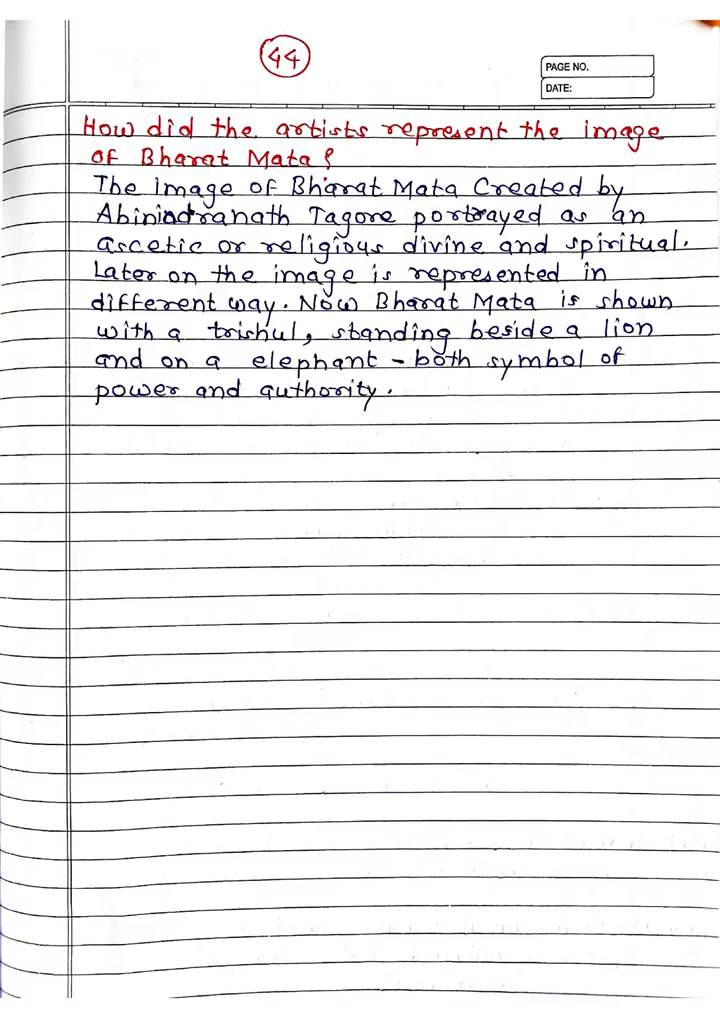 44
PAGE NO.
DATE:
How did the artists represent the image
of Bharat Mata?
The image of Bharat Mata Created by
Abinindranath Tagore portrayed as an
ascetic or religious divine and spiritual.
Later on the image is represented in
different way. Now Bharat Mata is shown
with a trishul, standing beside a lion
and on a elephant - both symbol of
power and authority.